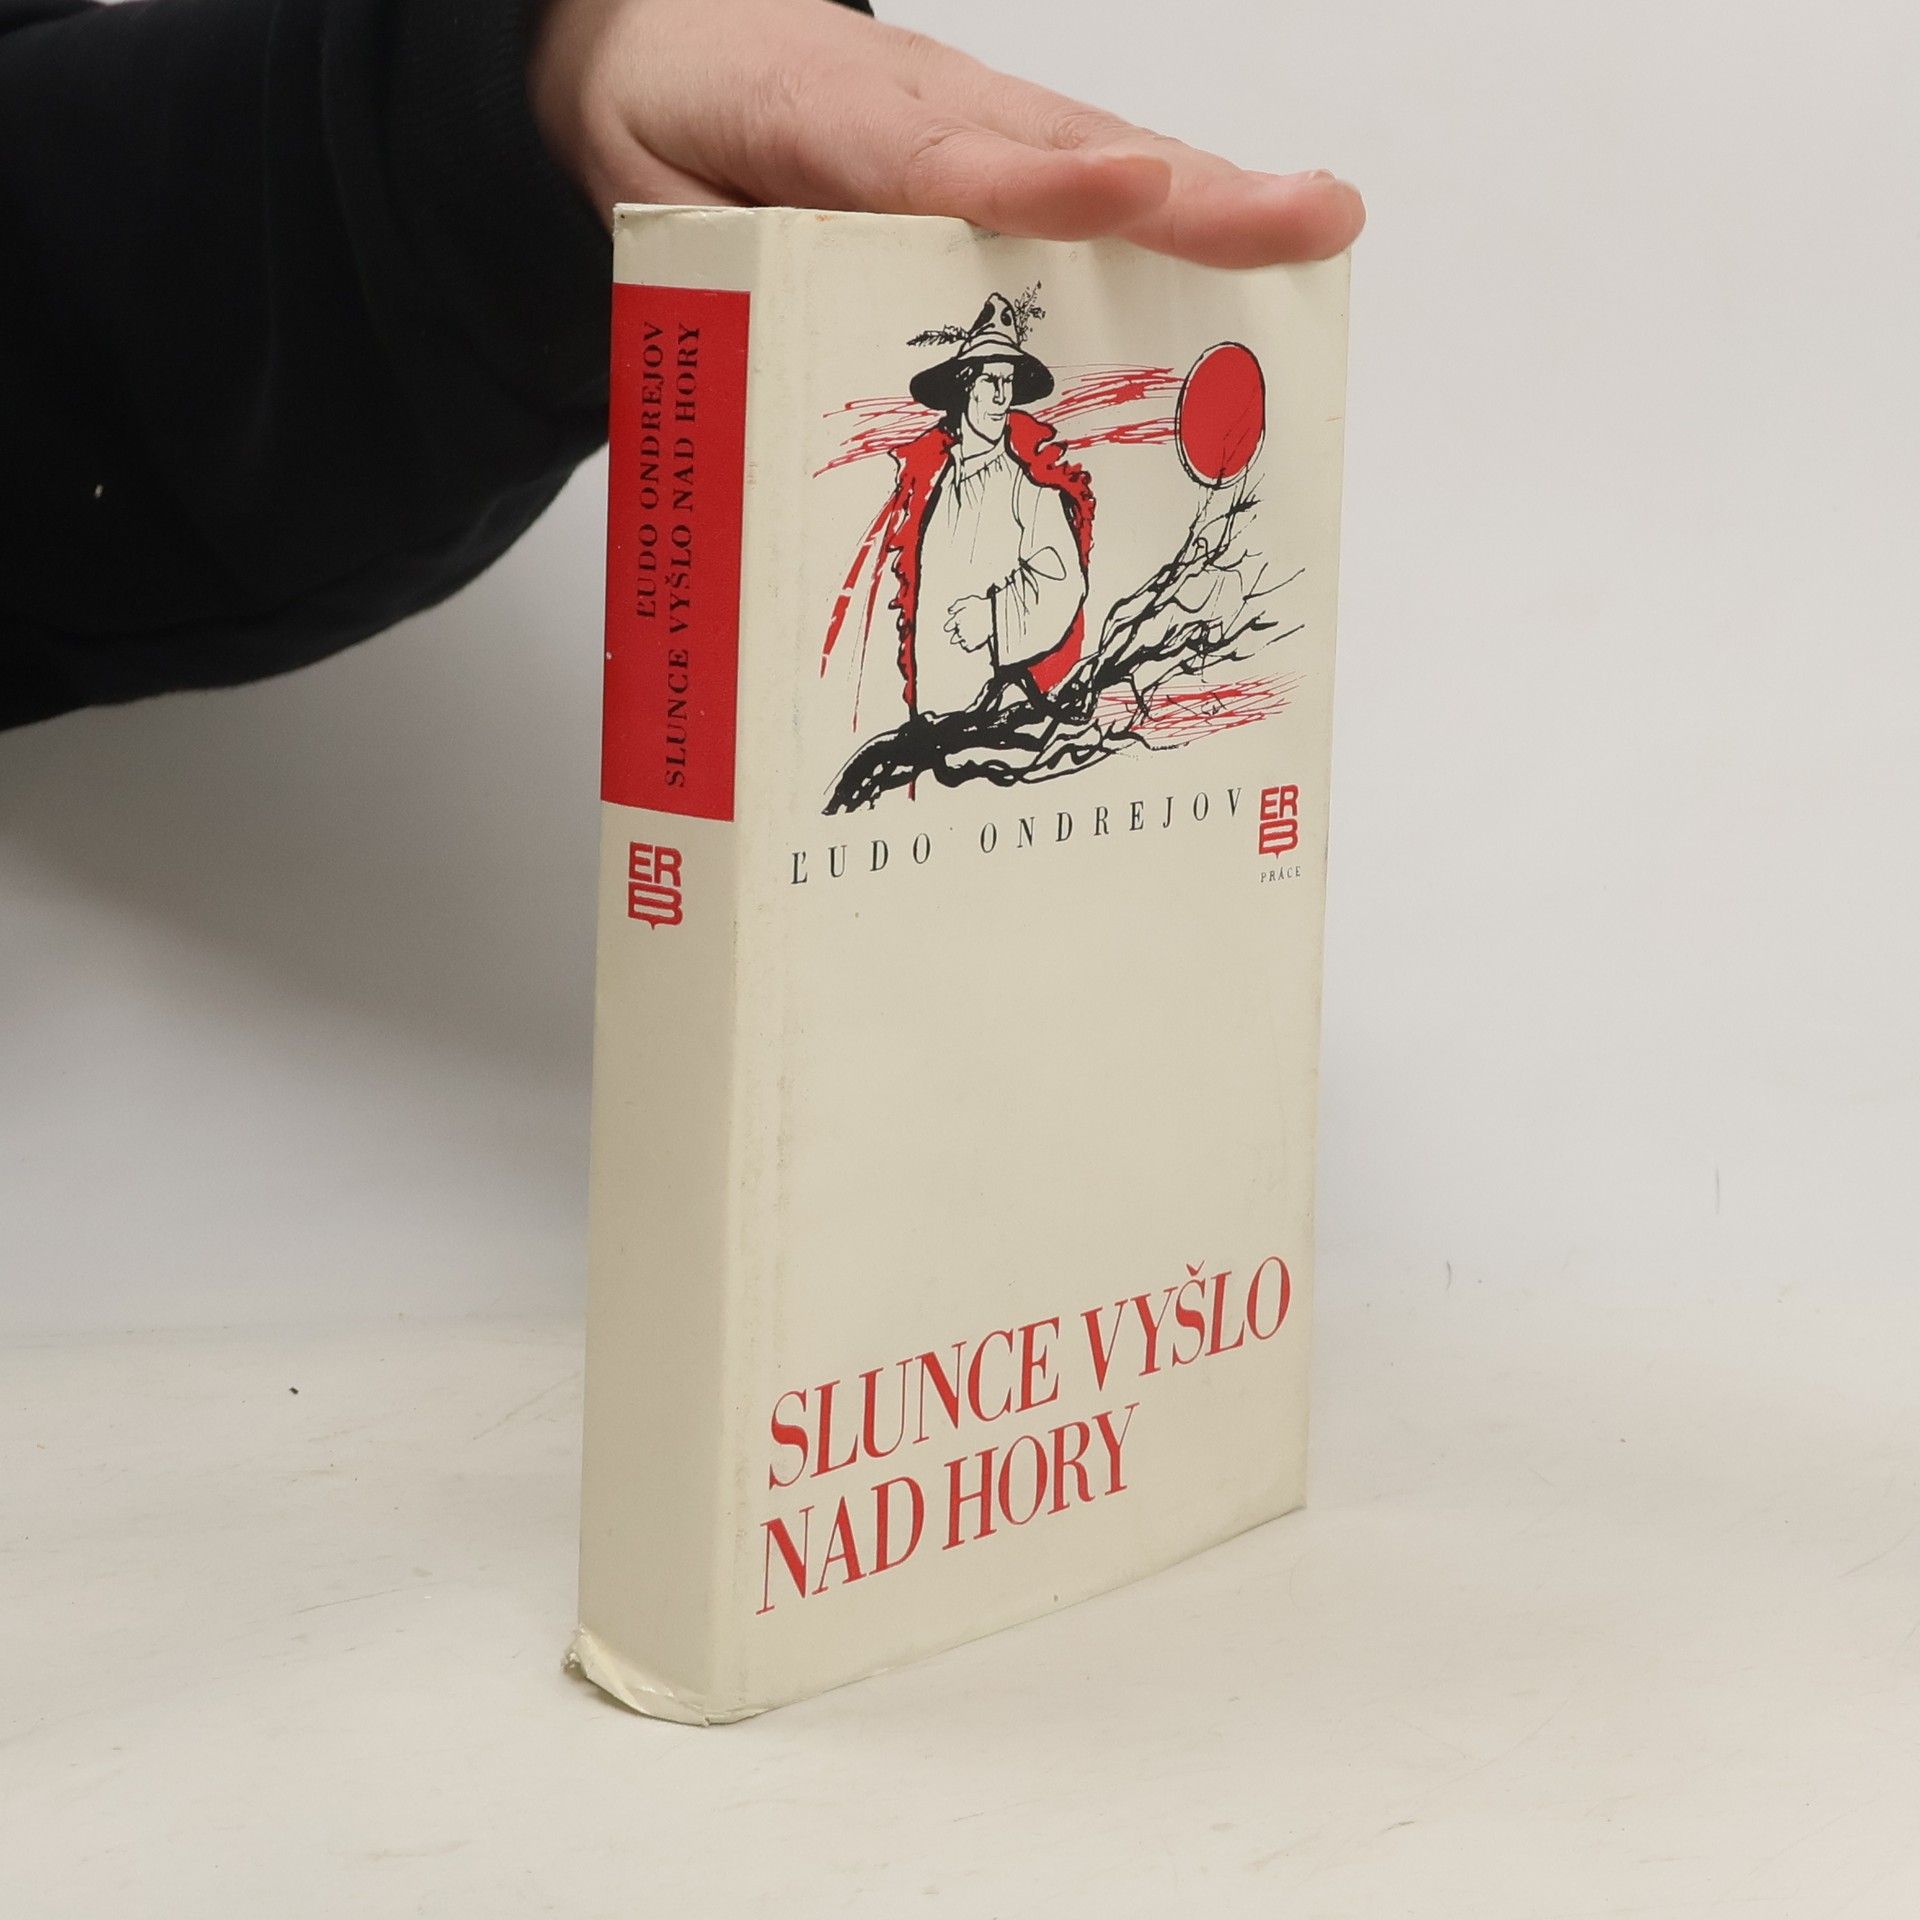 ĽUDO ONDREJOV
SLUNCE VYŠLO NAD HORY
ERB
ĽUDO ONDREJOV
ERB
PRÁCE
SLUNCE VYŠLO
NAD HORY